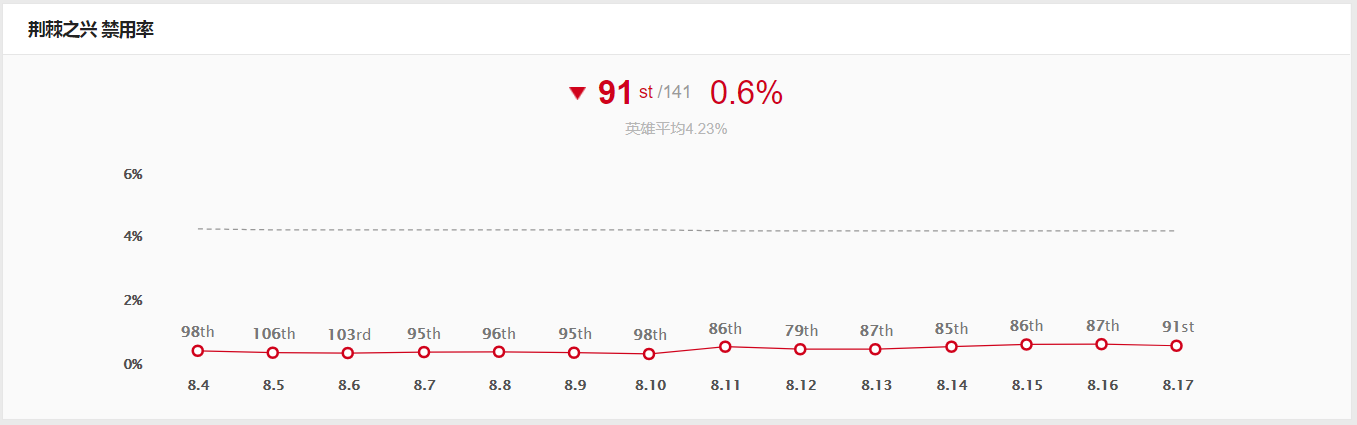 荆棘之兴 禁用率
91 st /141 0.6%
英雄平均4.23%
6%
4%
2%
98th 106th 103rd 95th 96th 95th 98th 86th 79th 87th 85th 86th 87th 91st
0%
8.4 8.5 8.6 8.7 8.8 8.9 8.10 8.11 8.12 8.13 8.14 8.15 8.16 8.17